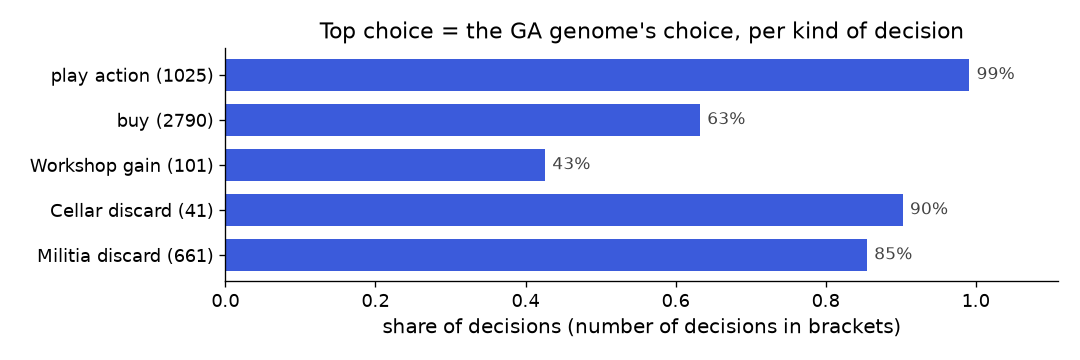 Top choice = the GA genome's choice, per kind of decision
play action (1025)
99%
buy (2790)
63%
Workshop gain (101)
43%
Cellar discard (41)
90%
Militia discard (661)
85%
0.0 0.2 0.4 0.6 0.8 1.0
share of decisions (number of decisions in brackets)